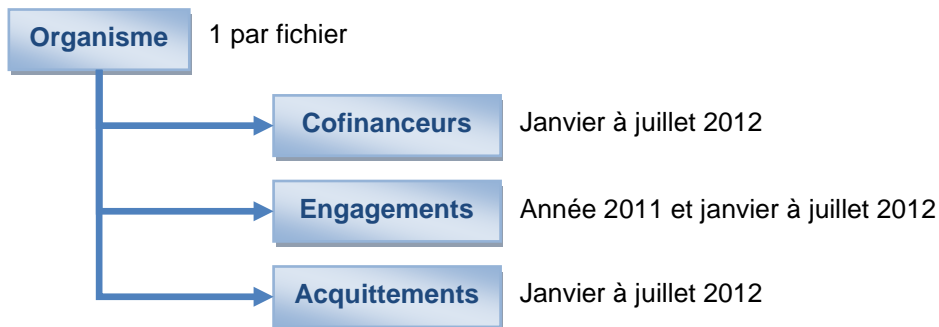 Organisme 1 par fichier
Cofinanceurs Janvier à juillet 2012
Engagements Année 2011 et janvier à juillet 2012
Acquittements Janvier à juillet 2012